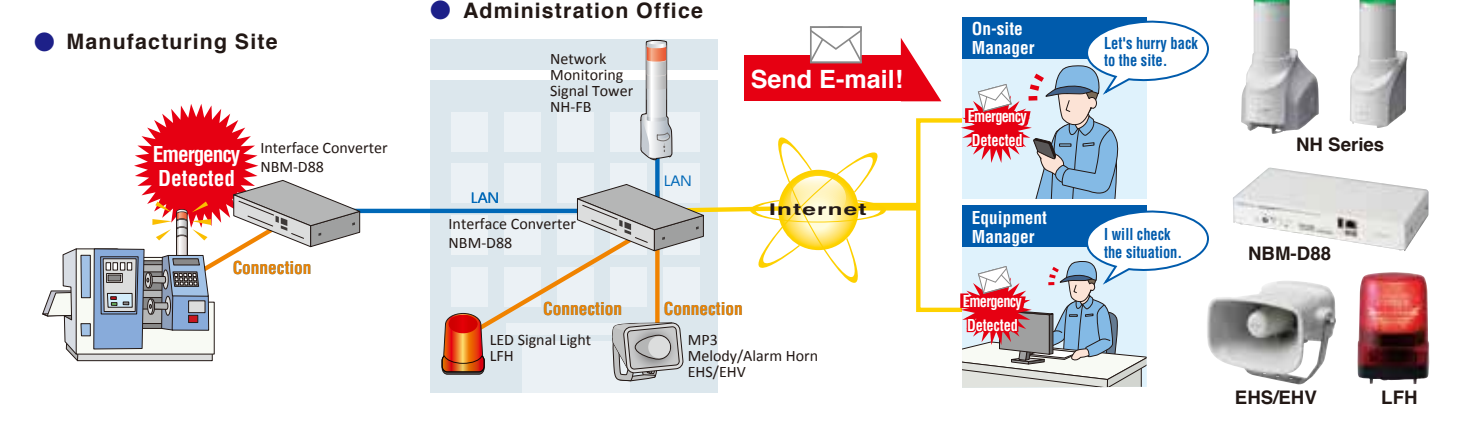 Manufacturing Site
Emergency
Detected
Interface Converter
NBM-D88
Connection
LAN
Administration Office
Network
Monitoring
Signal Tower
NH-FB
LAN
Interface Converter
NBM-D88
Connection
Connection
LED Signal Light
LFH
MP3
Melody/Alarm Horn
EHS/EHV
Send E-mail!
Internet
On-site
Manager
Let's hurry back
to the site.
Emergency
Detected
Equipment
Manager
I will check
the situation.
Emergency
Detected
NH Series
NBM-D88
EHS/EHV
LFH